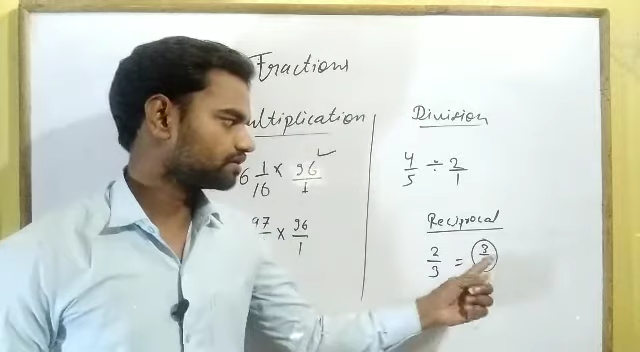 Fractions
ultiplication
6 1/16 × 96/1 ✓
97 × 96/1
Division
4/5 ÷ 2/1
Reciprocal
2/3 = 3